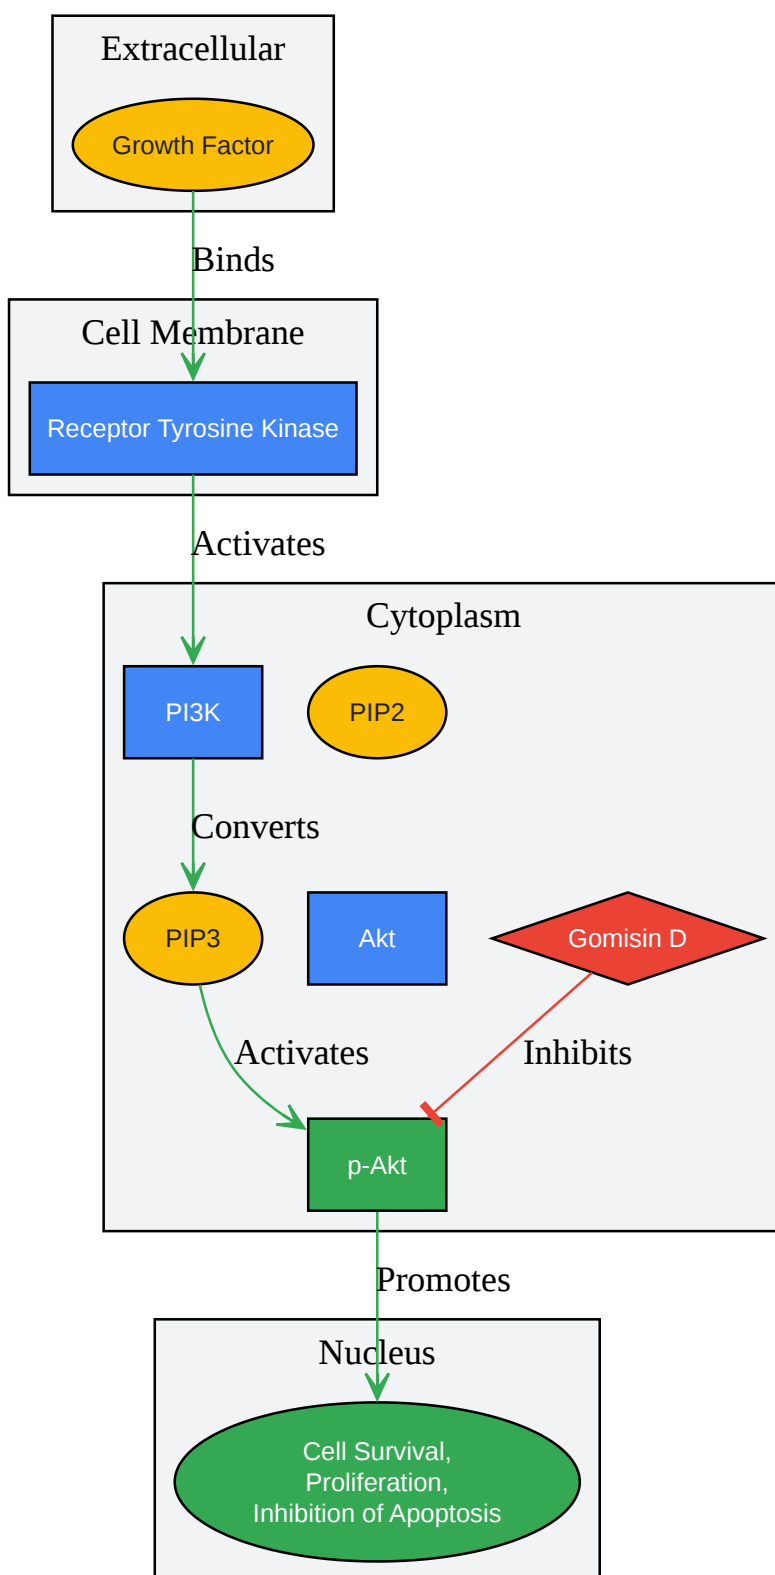 Extracellular
Growth Factor
Binds
Cell Membrane
Receptor Tyrosine Kinase
Activates
Cytoplasm
PI3K
PIP2
Converts
PIP3
Akt
Gomisin D
Activates
Inhibits
p-Akt
Promotes
Nucleus
Cell Survival,
Proliferation,
Inhibition of Apoptosis